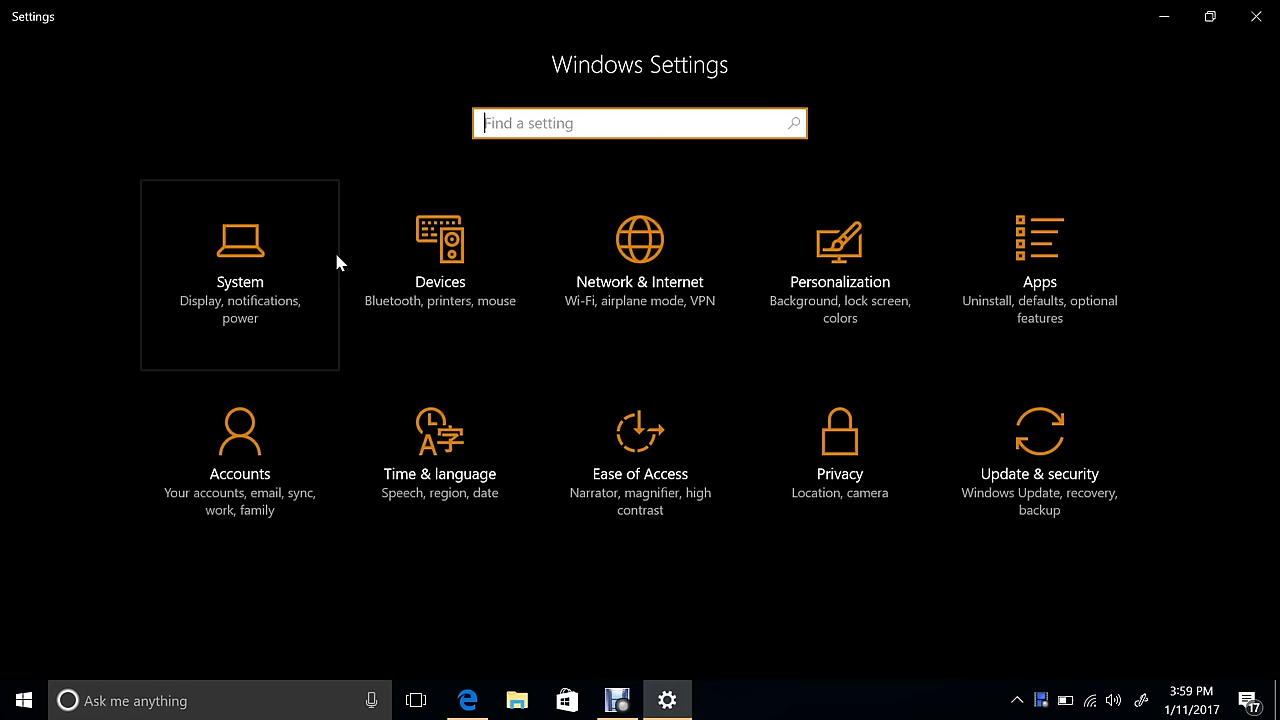 Settings
Windows Settings
Find a setting
System
Display, notifications,
power
Devices
Bluetooth, printers, mouse
Network & Internet
Wi-Fi, airplane mode, VPN
Personalization
Background, lock screen,
colors
Apps
Uninstall, defaults, optional
features
Accounts
Your accounts, email, sync,
work, family
Time & language
Speech, region, date
Ease of Access
Narrator, magnifier, high
contrast
Privacy
Location, camera
Update & security
Windows Update, recovery,
backup
Ask me anything
3:59 PM
1/11/2017
17